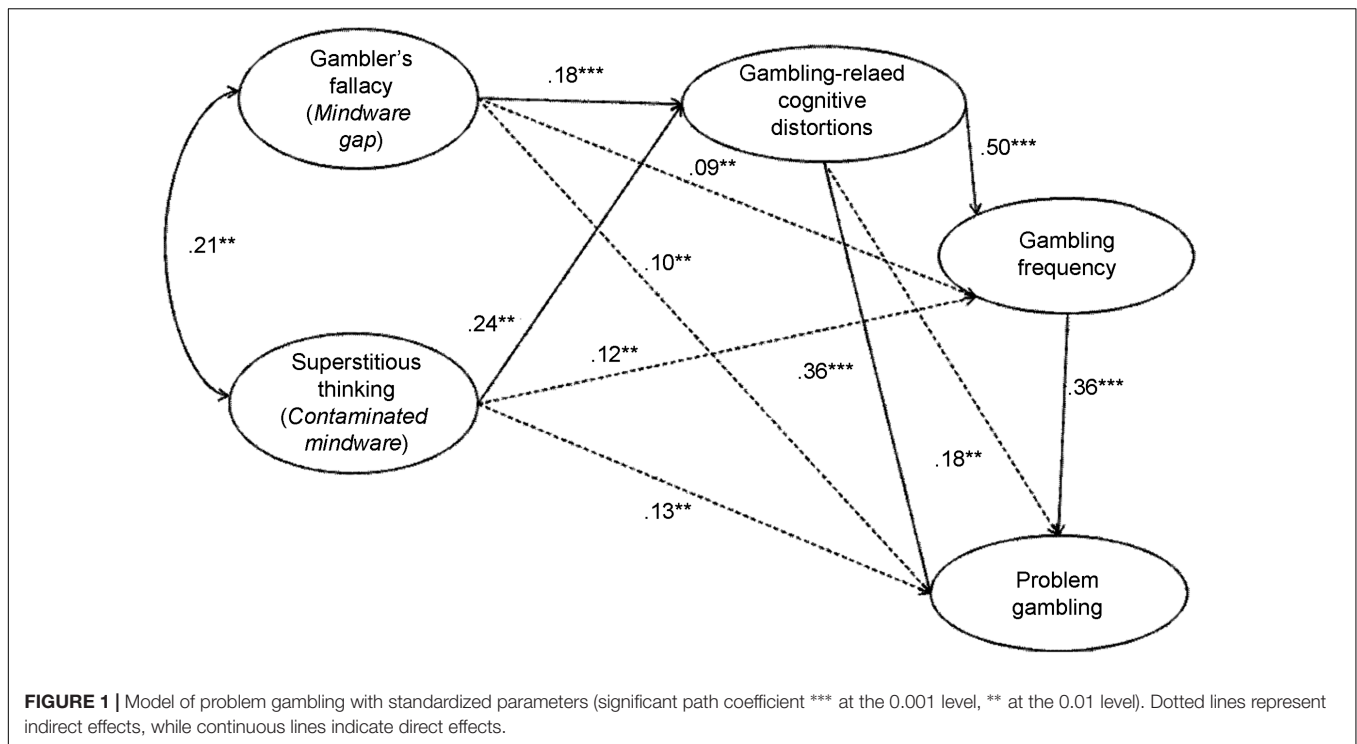 Gambler's
fallacy
(Mindware
gap)
.18***
Gambling-relaed
cognitive
distortions
.50***
.09**
.21**
Gambling
frequency
.10**
.24**
Superstitious
thinking
(Contaminated
mindware)
.12**
.36***
.36***
.18**
.13**
Problem
gambling
FIGURE 1 | Model of problem gambling with standardized parameters (significant path coefficient *** at the 0.001 level, ** at the 0.01 level). Dotted lines represent
indirect effects, while continuous lines indicate direct effects.